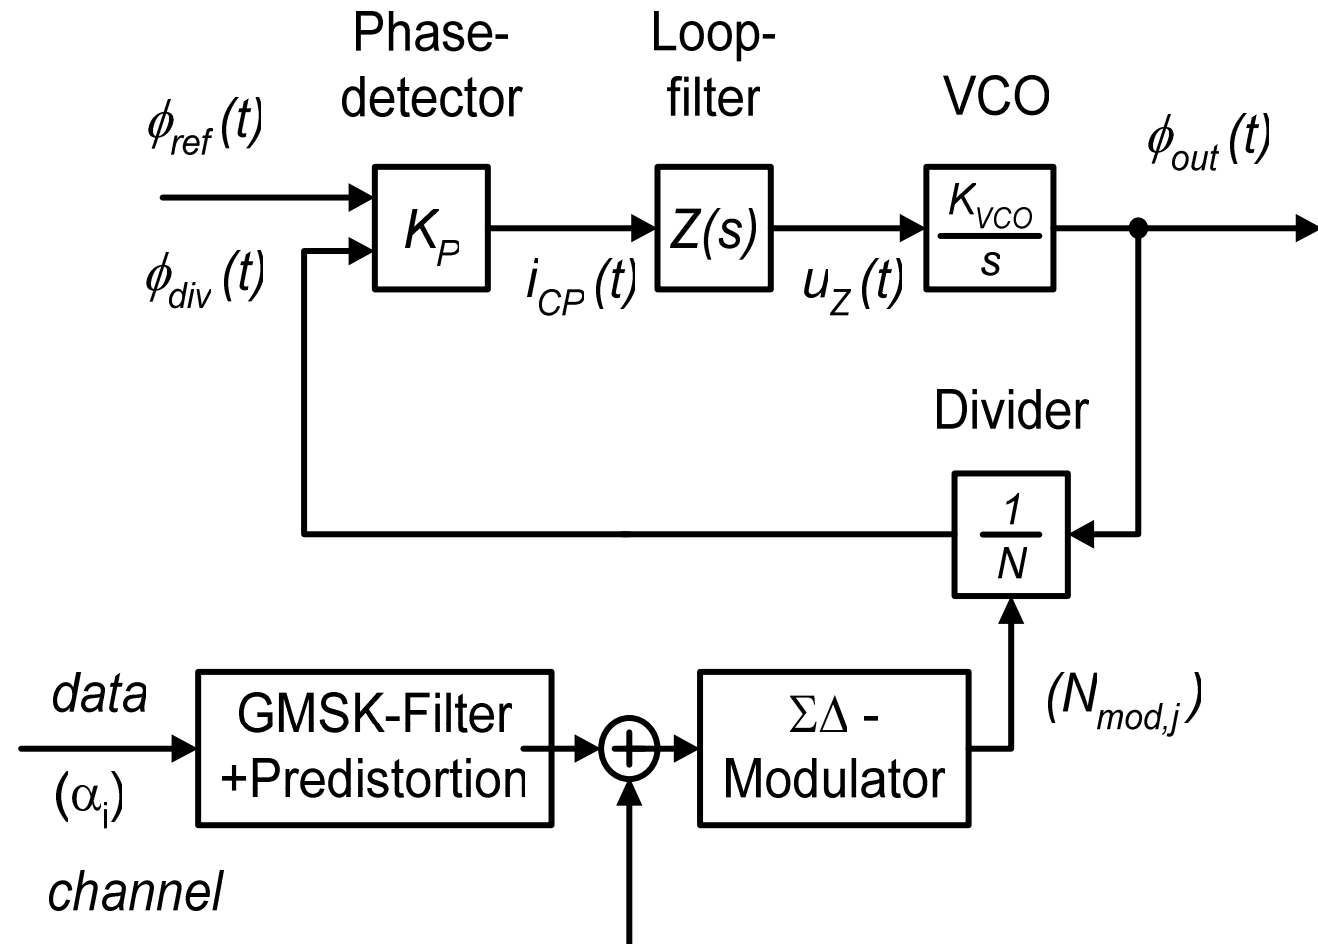 Phase-
detector
Loop-
filter
VCO
ϕref(t)
ϕout(t)
KP
Z(s)
KVCO
s
ϕdiv(t)
iCP(t)
uZ(t)
Divider
1
N
data
(αi)
GMSK-Filter
+Predistortion
+
ΣΔ -
Modulator
(Nmod,j)
channel